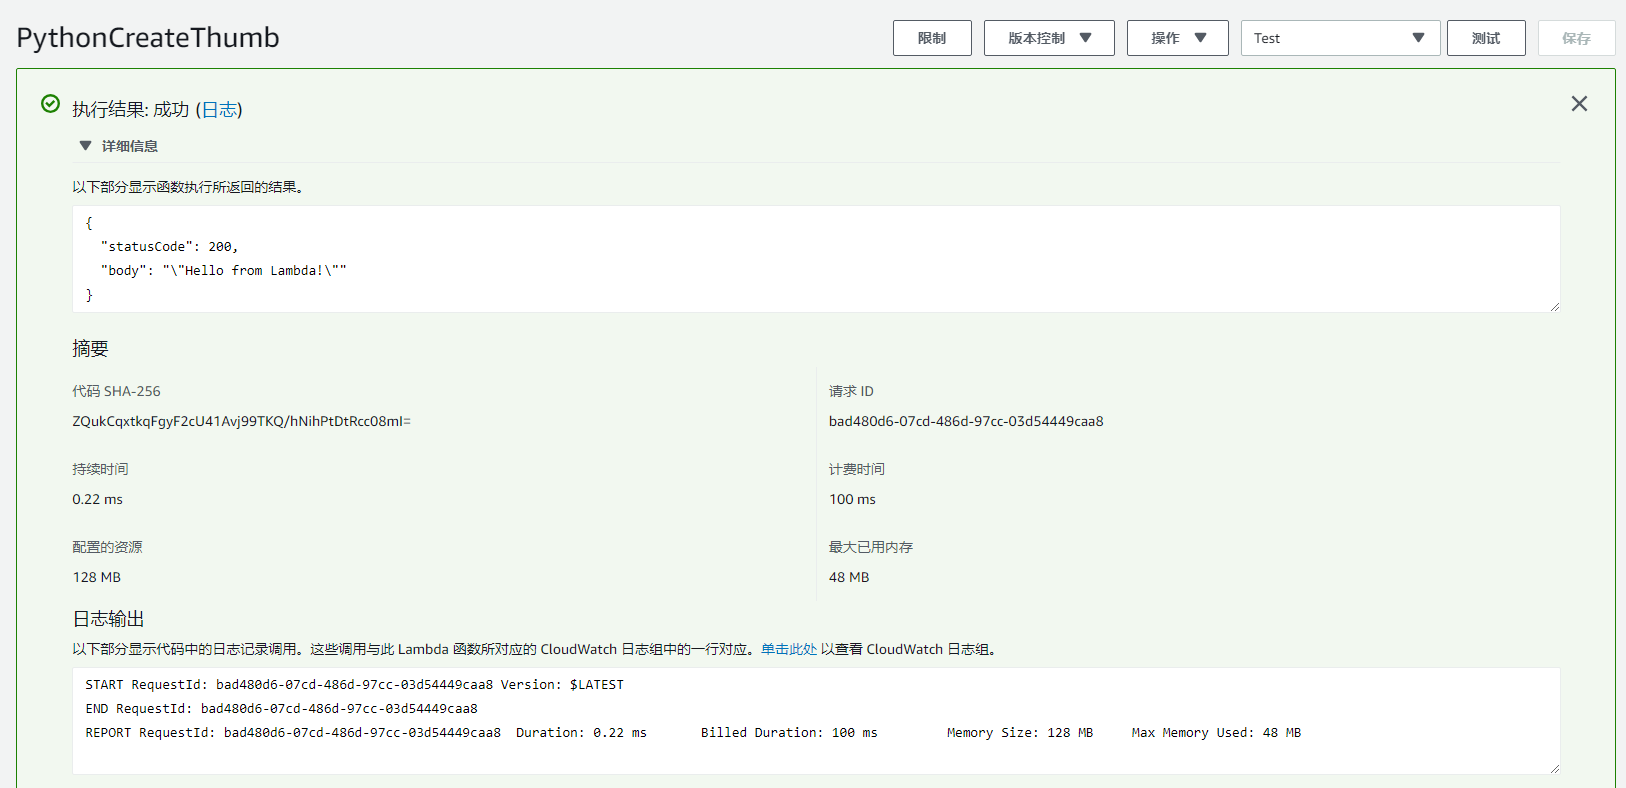 PythonCreateThumb
限制 版本控制 操作 Test 测试 保存
执行结果: 成功 (日志)
详细信息
以下部分显示函数执行所返回的结果。
{
  "statusCode": 200,
  "body": "\"Hello from Lambda!\""
}
摘要
代码 SHA-256
ZQukCqxtkqFgyF2cU41Avj99TKQ/hNihPtDtRcc08mI=
请求 ID
bad480d6-07cd-486d-97cc-03d54449caa8
持续时间
0.22 ms
计费时间
100 ms
配置的资源
128 MB
最大已用内存
48 MB
日志输出
以下部分显示代码中的日志记录调用。这些调用与此 Lambda 函数所对应的 CloudWatch 日志组中的一行对应。单击此处 以查看 CloudWatch 日志组。
START RequestId: bad480d6-07cd-486d-97cc-03d54449caa8 Version: $LATEST
END RequestId: bad480d6-07cd-486d-97cc-03d54449caa8
REPORT RequestId: bad480d6-07cd-486d-97cc-03d54449caa8 Duration: 0.22 ms Billed Duration: 100 ms Memory Size: 128 MB Max Memory Used: 48 MB